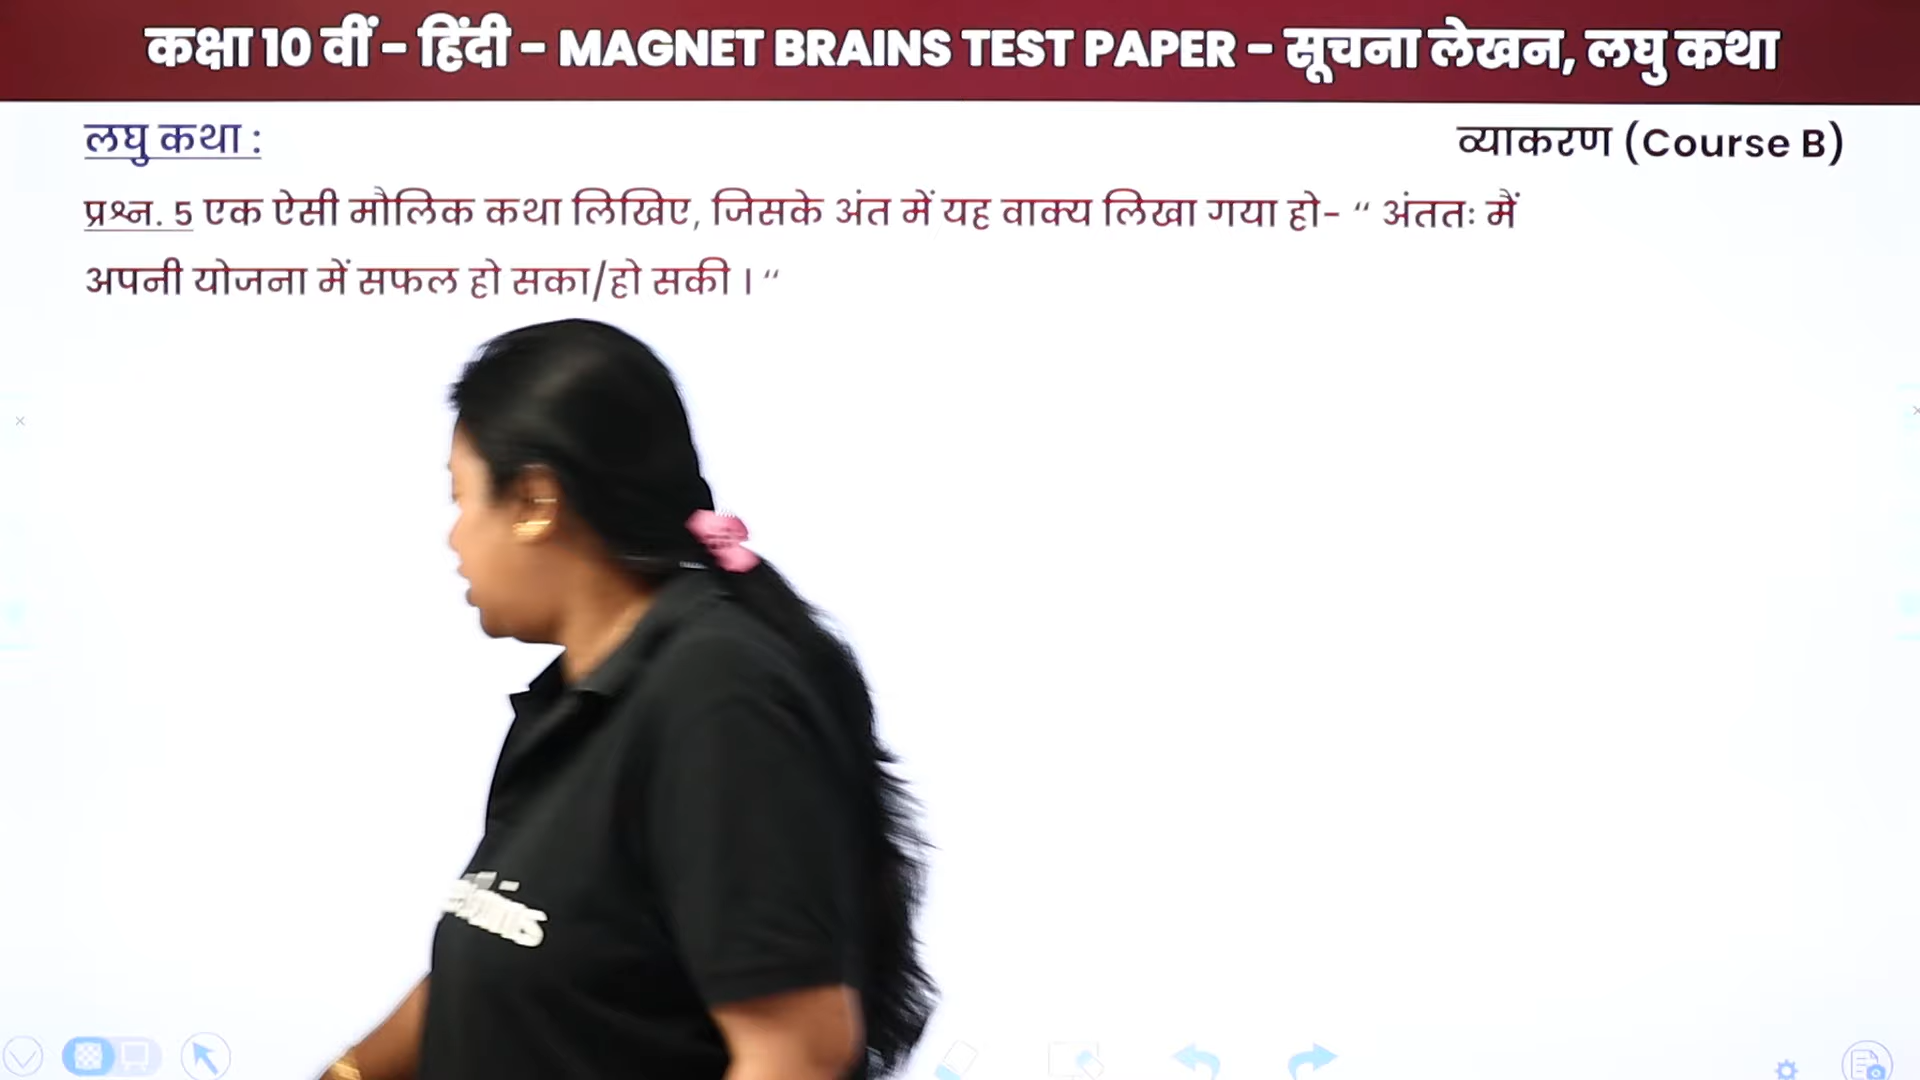 कक्षा 10 वीं – हिंदी – MAGNET BRAINS TEST PAPER – सूचना लेखन, लघु कथा
लघु कथा :
व्याकरण (Course B)
प्रश्न. 5 एक ऐसी मौलिक कथा लिखिए, जिसके अंत में यह वाक्य लिखा गया हो- “ अंततः मैं
अपनी योजना में सफल हो सका/हो सकी । “